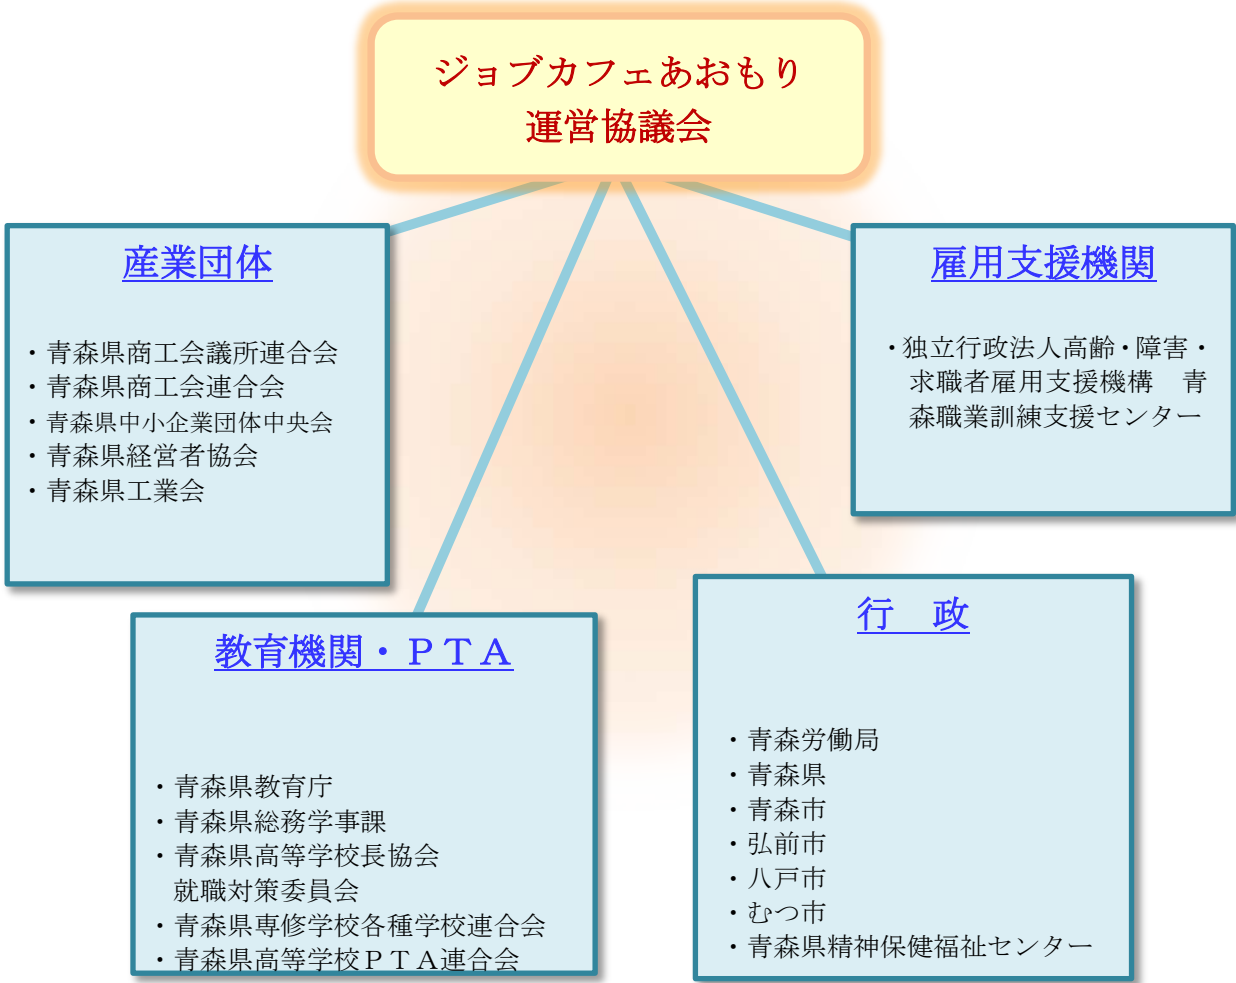 ジョブカフェあおもり
運営協議会
産業団体
・青森県商工会議所連合会
・青森県商工会連合会
・青森県中小企業団体中央会
・青森県経営者協会
・青森県工業会
雇用支援機関
・独立行政法人高齢・障害・
求職者雇用支援機構　青
森職業訓練支援センター
教育機関・ＰＴＡ
・青森県教育庁
・青森県総務学事課
・青森県高等学校長協会
就職対策委員会
・青森県専修学校各種学校連合会
・青森県高等学校ＰＴＡ連合会
行　政
・青森労働局
・青森県
・青森市
・弘前市
・八戸市
・むつ市
・青森県精神保健福祉センター